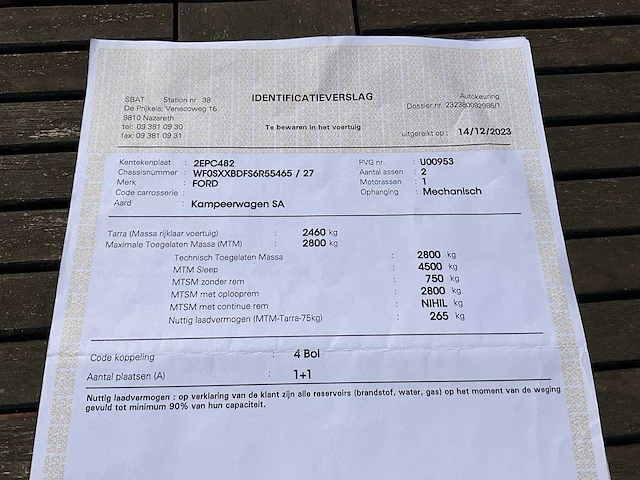 SBAT Station nr 38
De Prijkels, Venecoweg 16
9810 Nazareth
tel: 09 381 09 30
fax: 09 381 09 31
IDENTIFICATIEVERSLAG
Te bewaren in het voertuig
Autokeuring
Dossier nr. 232380092986/1
uitgereikt op : 14/12/2023
Kentekenplaat : 2EPC482
Chassisnummer : WF0SXXBDFS6R55465 / 27
Merk : FORD
Code carrosserie :
Aard : Kampeerwagen SA
PVG nr. : U00953
Aantal assen : 2
Motorassen : 1
Ophanging : Mechanisch
Tarra (Massa rijklaar voertuig) : 2460 kg
Maximale Toegelaten Massa (MTM) : 2800 kg
Technisch Toegelaten Massa : 2800 kg
MTM Sleep : 4500 kg
MTSM zonder rem : 750 kg
MTSM met oplooprem : 2800 kg
MTSM met continue rem : NIHIL kg
Nuttig laadvermogen (MTM-Tarra-75kg) : 265 kg
Code koppeling : 4 Bol
Aantal plaatsen (A) : 1+1
Nuttig laadvermogen : op verklaring van de klant zijn alle reservoirs (brandstof, water, gas) op het moment van de weging
gevuld tot minimum 90% van hun capaciteit.